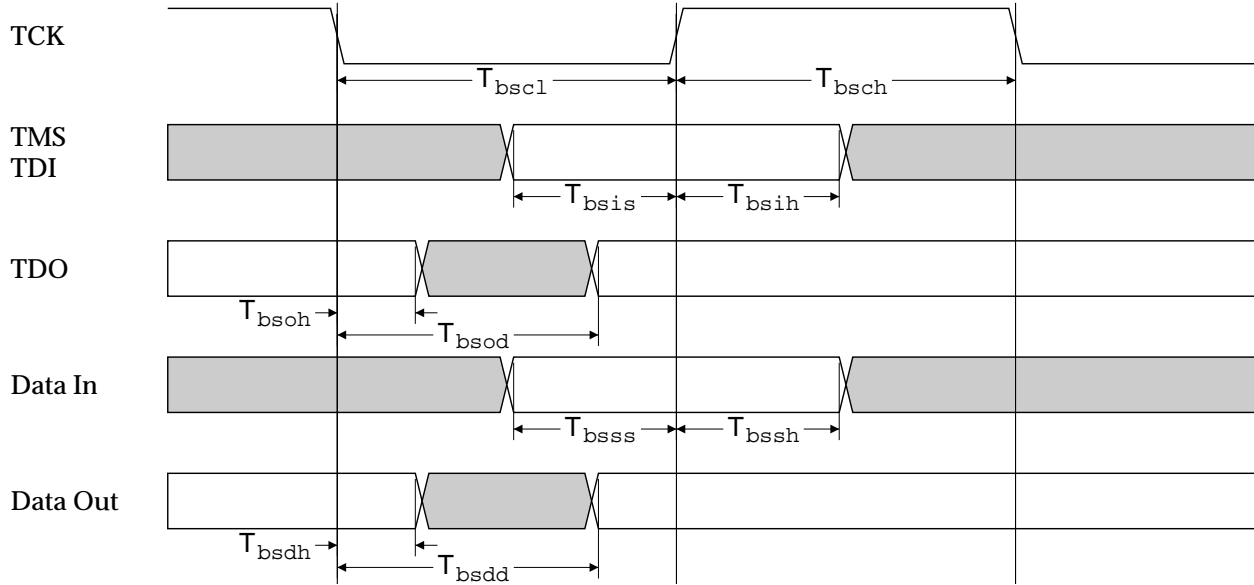 TCK
Tbscl
Tbsch
TMS
TDI
Tbsis
Tbsih
TDO
Tbsoh
Tbsod
Data In
Tbsss
Tbssh
Data Out
Tbsdh
Tbsdd